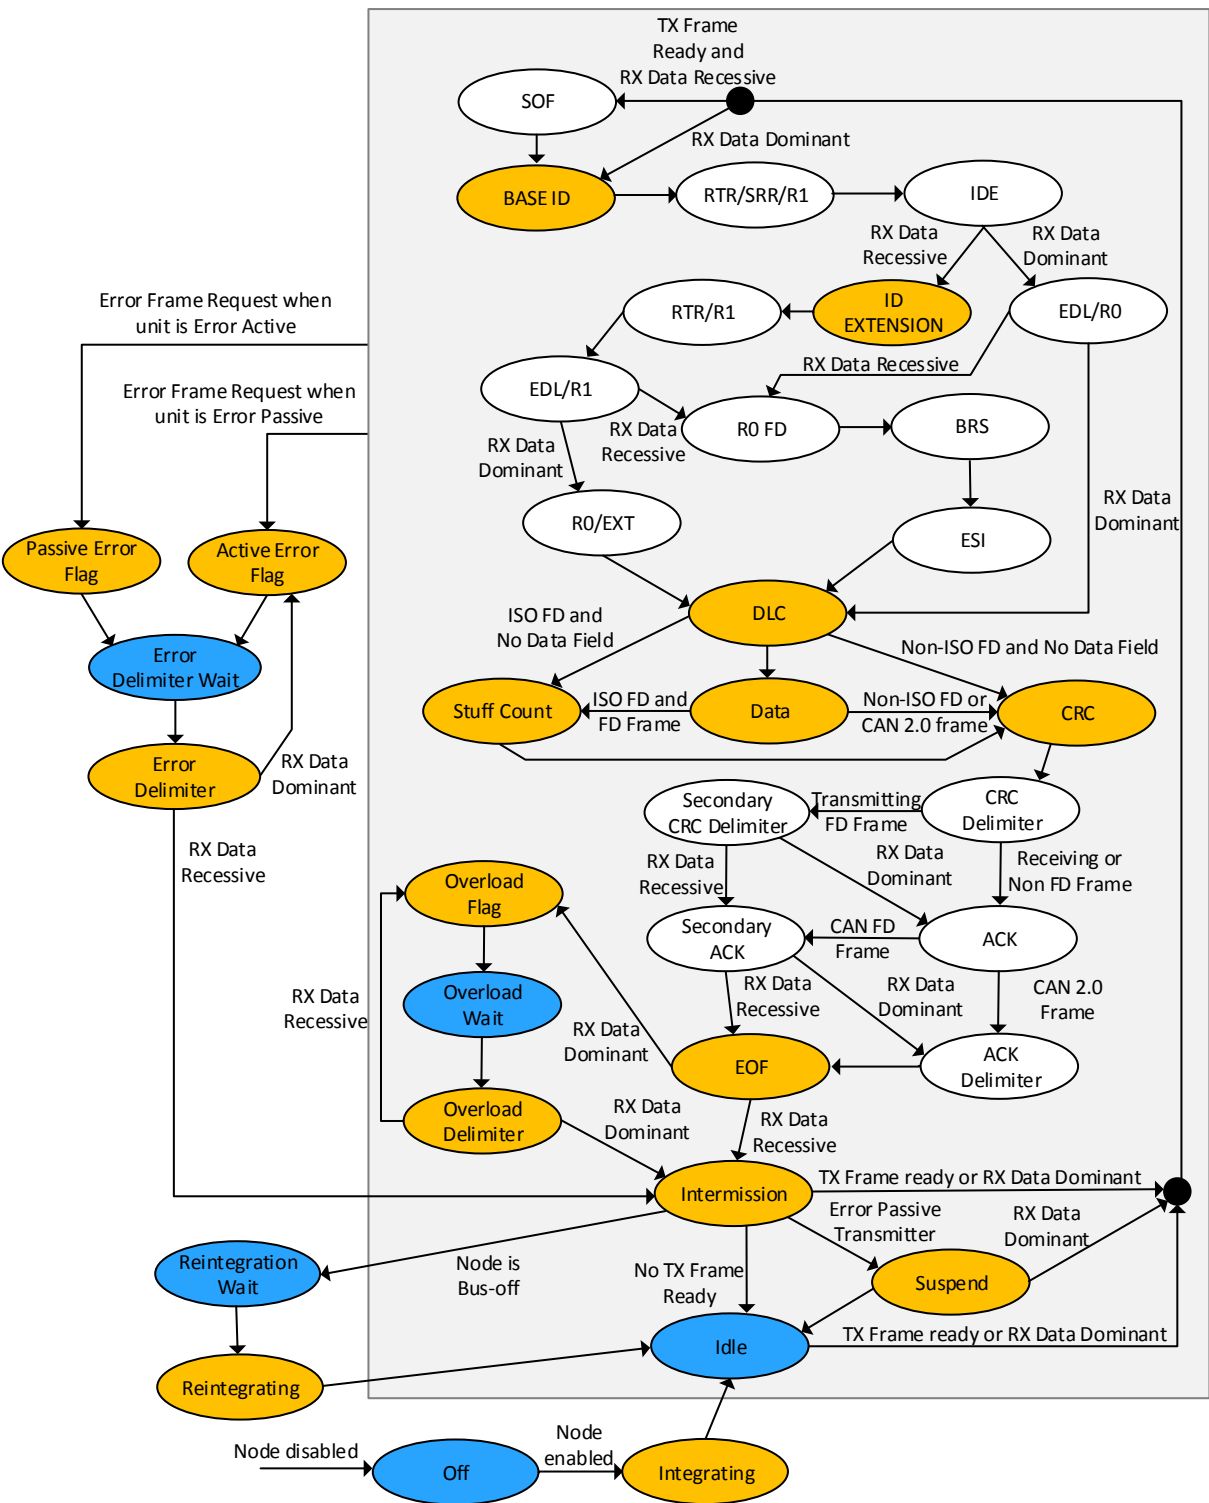 TX Frame
Ready and
RX Data Recessive
SOF
RX Data Dominant
BASE ID
RTR/SRR/R1
IDE
RX Data
Recessive
RX Data
Dominant
Error Frame Request when
unit is Error Active
RTR/R1
ID
EXTENSION
EDL/R0
RX Data Recessive
Error Frame Request when
unit is Error Passive
EDL/R1
RX Data
Dominant
RX Data
Recessive
R0 FD
BRS
RX Data
Dominant
R0/EXT
ESI
Passive Error
Flag
Active Error
Flag
ISO FD and
No Data Field
DLC
Non-ISO FD and No Data Field
Error
Delimiter Wait
Stuff Count
ISO FD and
FD Frame
Data
Non-ISO FD or
CAN 2.0 frame
CRC
Error
Delimiter
RX Data
Dominant
Secondary
CRC Delimiter
Transmitting
FD Frame
CRC
Delimiter
RX Data
Recessive
RX Data
Recessive
RX Data
Dominant
Receiving or
Non FD Frame
Overload
Flag
Secondary
ACK
CAN FD
Frame
ACK
RX Data
Recessive
Overload
Wait
RX Data
Dominant
RX Data
Recessive
RX Data
Dominant
CAN 2.0
Frame
EOF
ACK
Delimiter
Overload
Delimiter
RX Data
Dominant
RX Data
Recessive
Intermission
TX Frame ready or RX Data Dominant
Error Passive
Transmitter
RX Data
Dominant
Reintegration
Wait
Node is
Bus-off
No TX Frame
Ready
Suspend
Idle
TX Frame ready or RX Data Dominant
Reintegrating
Node disabled
Off
Node
enabled
Integrating